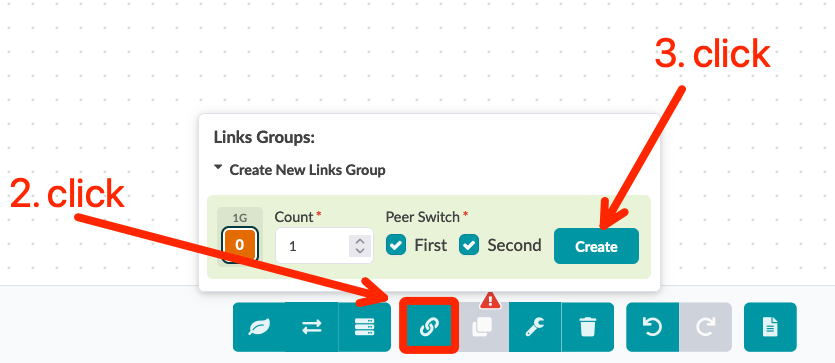 3. click
Links Groups:
Create New Links Group
2. click
1G
Count *
Peer Switch *
0
1
First
Second
Create